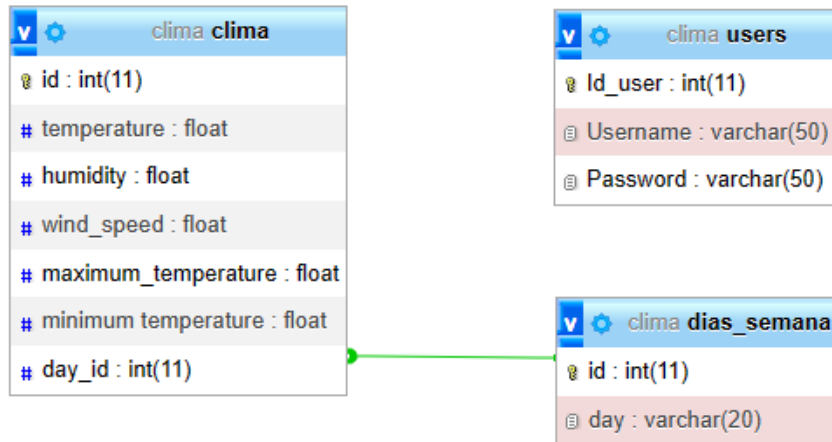 clima clima
id : int(11)
temperature : float
humidity : float
wind_speed : float
maximum_temperature : float
minimum temperature : float
day_id : int(11)
clima users
Id_user : int(11)
Username : varchar(50)
Password : varchar(50)
clima dias_semana
id : int(11)
day : varchar(20)